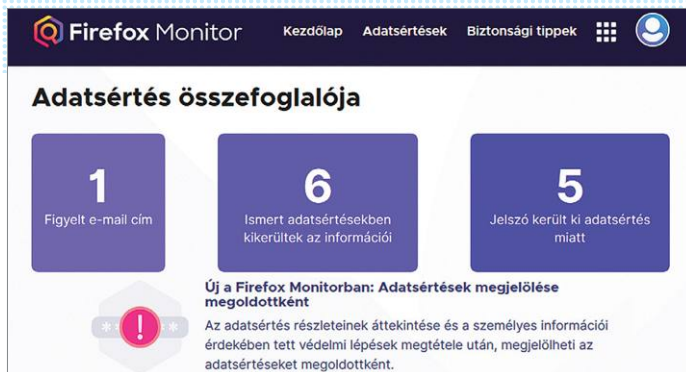 Firefox Monitor Kezdőlap Adatsértések Biztonsági tippek
Adatsértés összefoglalója
1
Figyelt e-mail cím
6
Ismert adatsértésekben
kikerültek az információi
5
Jelszó került ki adatsértés
miatt
Új a Firefox Monitorban: Adatsértések megjelölése
megoldottként
Az adatsértés részleteinek áttekintése és a személyes információi
érdekében tett védelmi lépések megtétele után, megjelölheti az
adatsértéseket megoldottként.